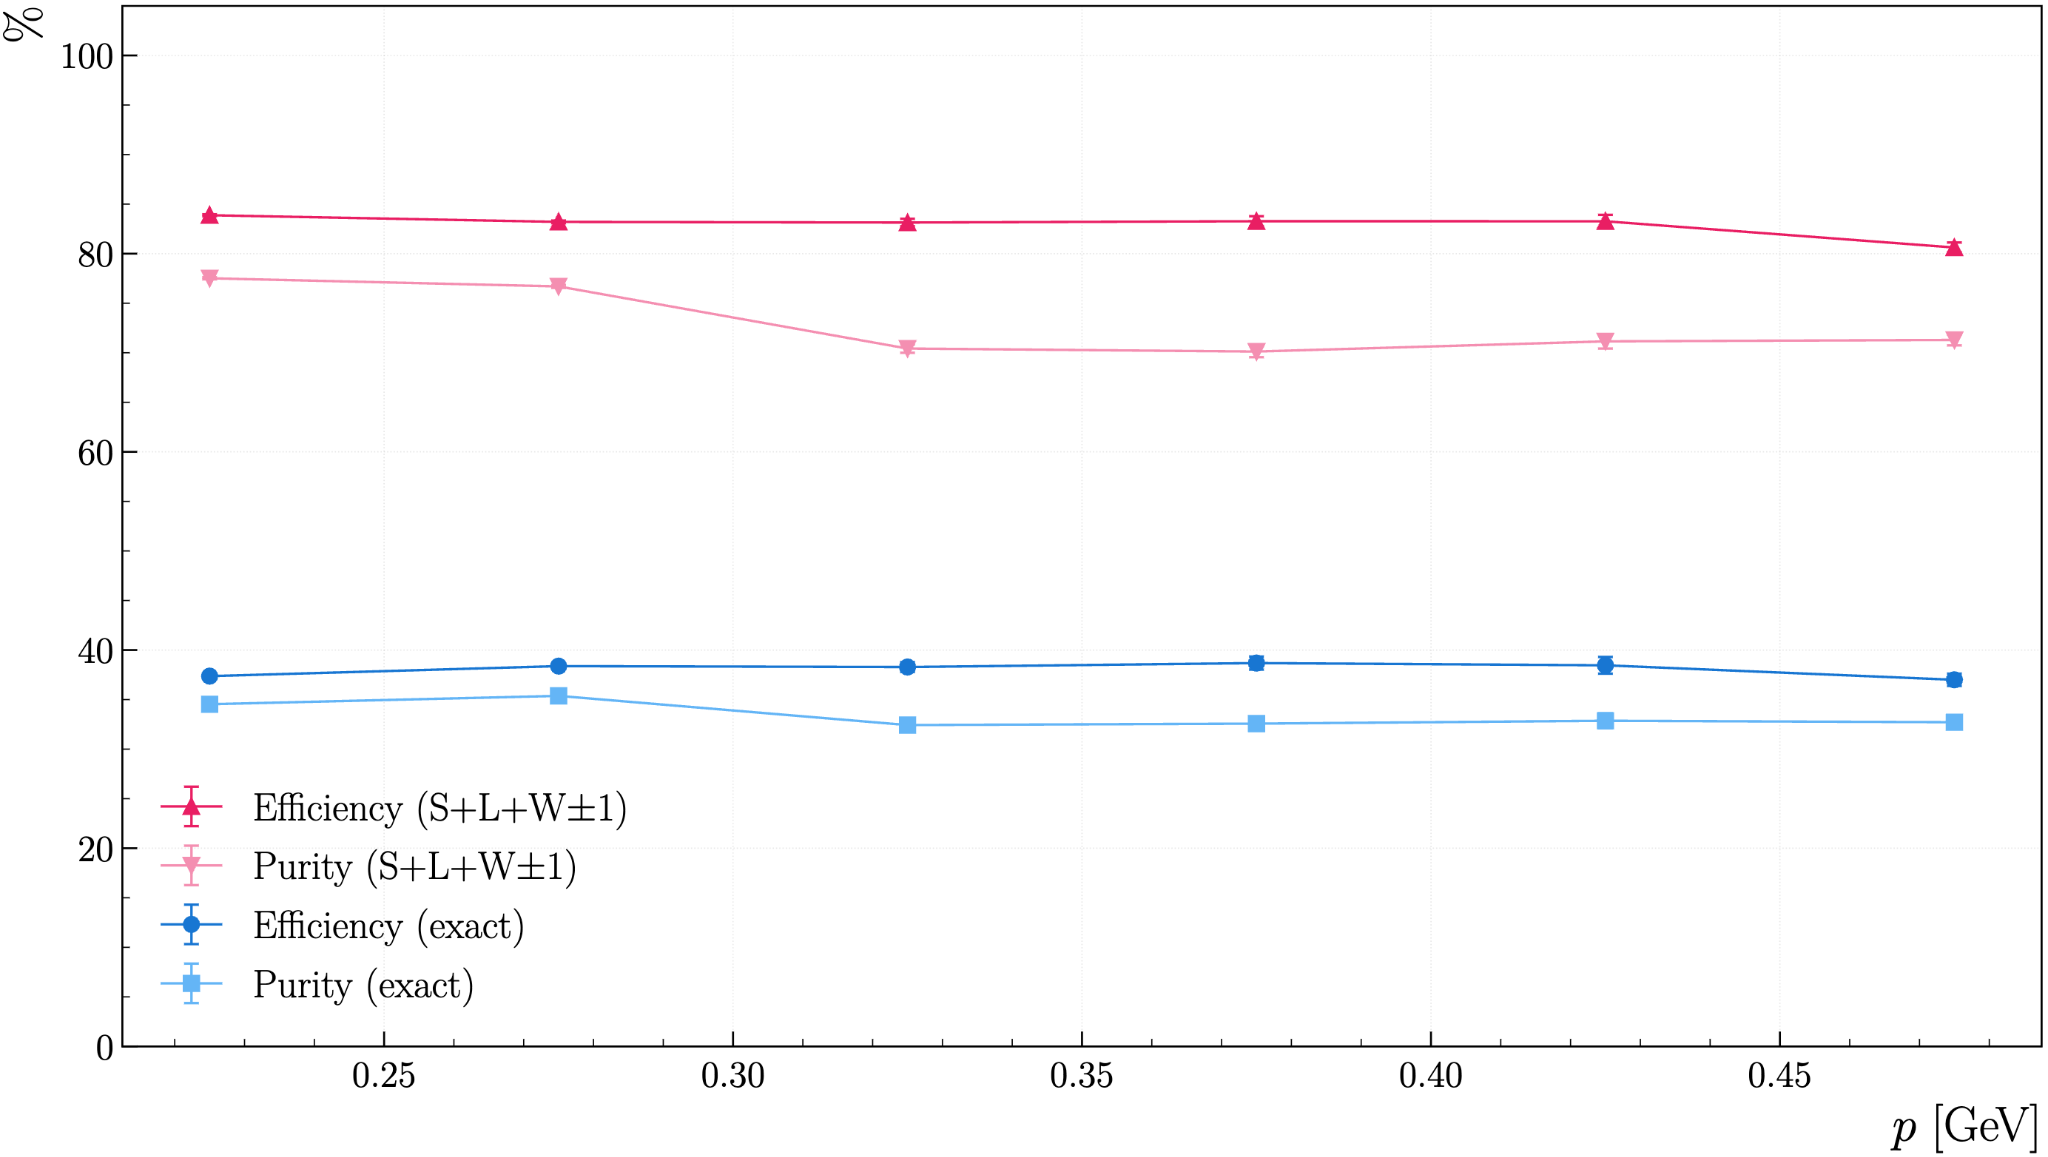 %
100
80
60
40
20
0
Efficiency (S+L+W±1)
Purity (S+L+W±1)
Efficiency (exact)
Purity (exact)
0.25 0.30 0.35 0.40 0.45
p [GeV]